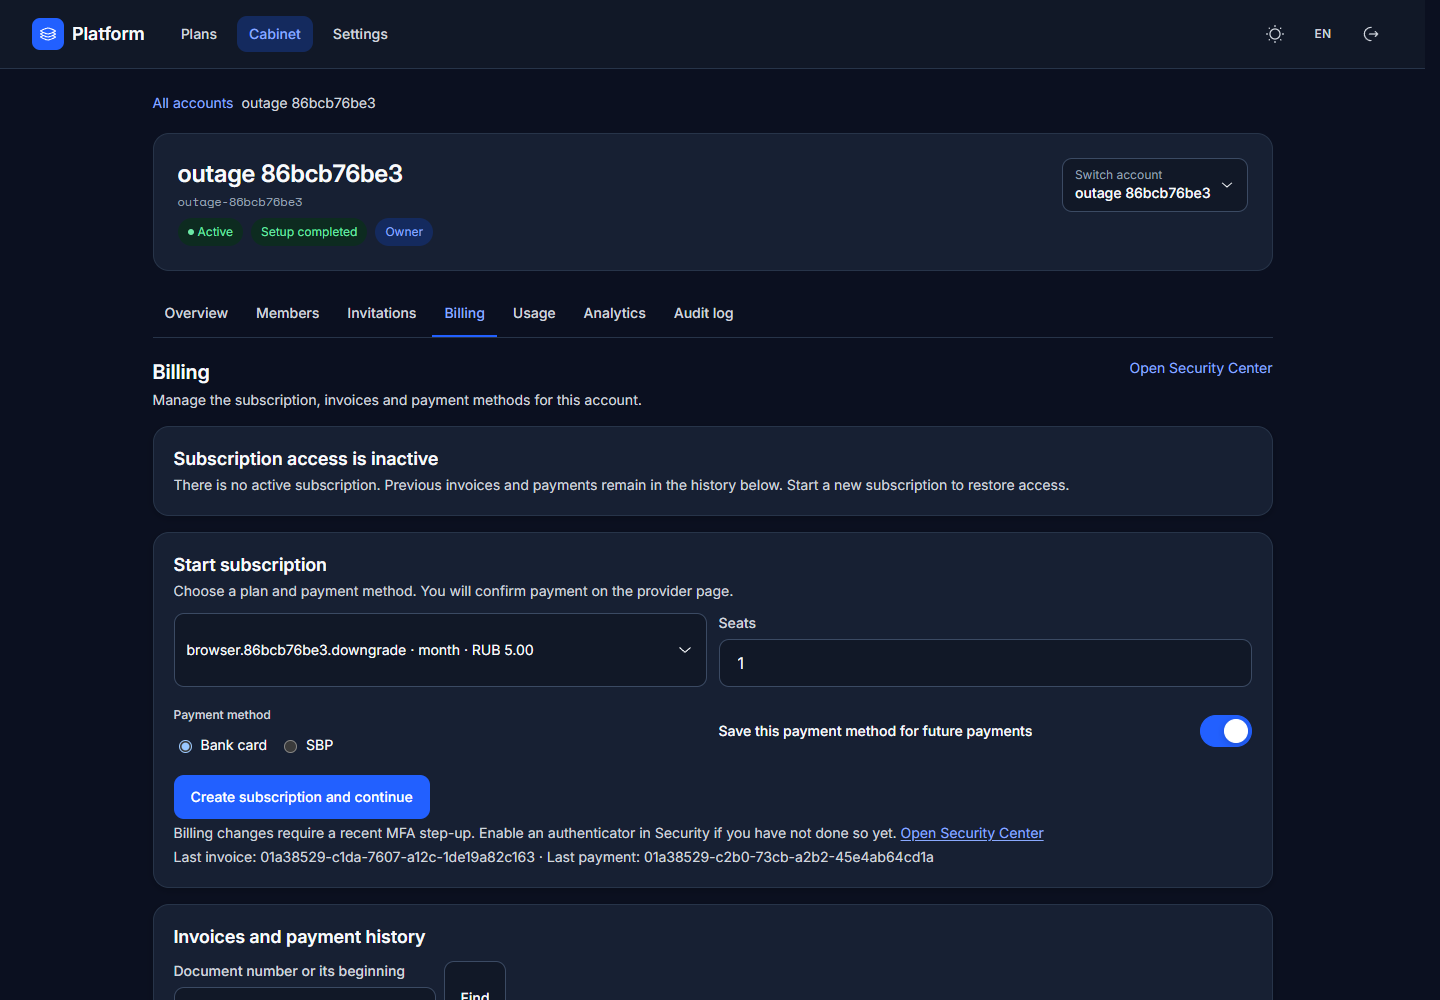 Platform
Plans
Cabinet
Settings
EN
All accounts outage 86bcb76be3
outage 86bcb76be3
outage-86bcb76be3
Active
Setup completed
Owner
Switch account
outage 86bcb76be3
Overview
Members
Invitations
Billing
Usage
Analytics
Audit log
Billing
Open Security Center
Manage the subscription, invoices and payment methods for this account.
Subscription access is inactive
There is no active subscription. Previous invoices and payments remain in the history below. Start a new subscription to restore access.
Start subscription
Choose a plan and payment method. You will confirm payment on the provider page.
browser.86bcb76be3.downgrade · month · RUB 5.00
Seats
1
Payment method
Bank card
SBP
Save this payment method for future payments
Create subscription and continue
Billing changes require a recent MFA step-up. Enable an authenticator in Security if you have not done so yet. Open Security Center
Last invoice: 01a38529-c1da-7607-a12c-1de19a82c163 · Last payment: 01a38529-c2b0-73cb-a2b2-45e4ab64cd1a
Invoices and payment history
Document number or its beginning
Find